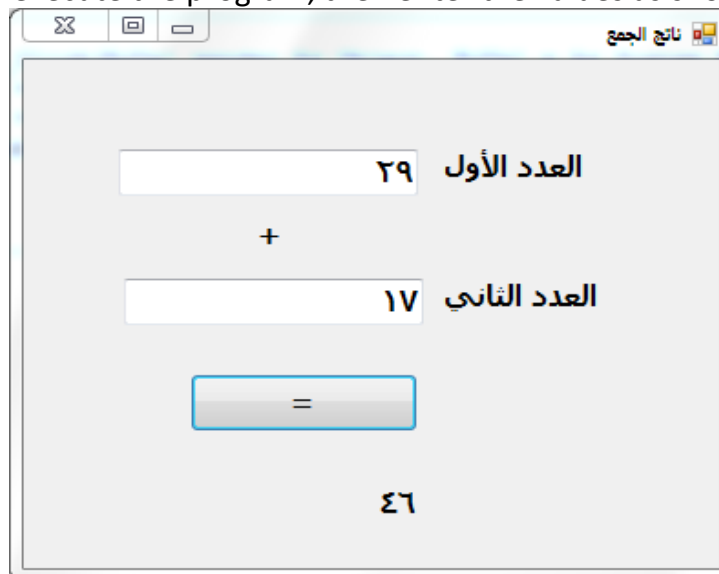 ناتج الجمع
العدد الأول ٢٩
+
العدد الثاني ١٧
=
٤٦